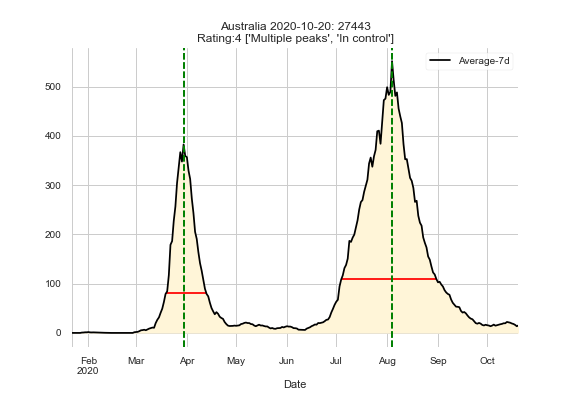 Australia 2020-10-20: 27443
Rating:4 ['Multiple peaks', 'In control']
Average-7d
500
400
300
200
100
0
Feb Mar Apr May Jun Jul Aug Sep Oct
2020
Date